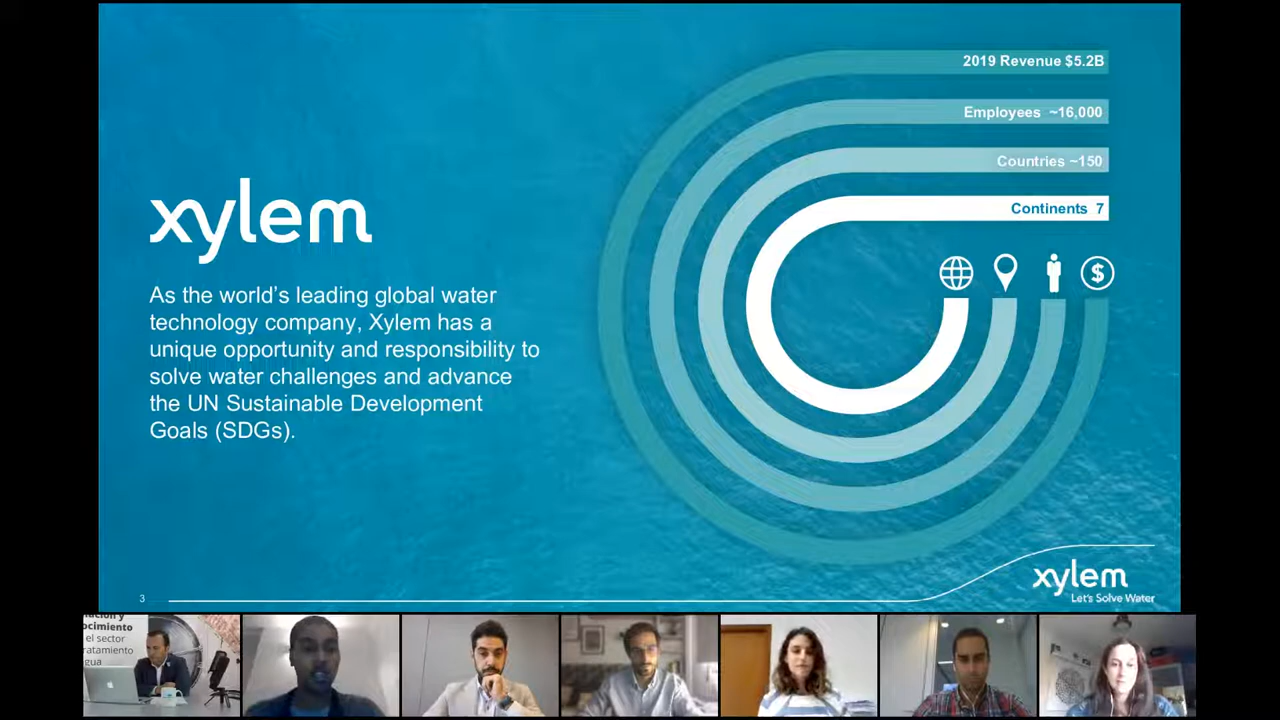 2019 Revenue $5.2B
Employees ~16,000
Countries ~150
Continents 7
$
xylem
As the world’s leading global water
technology company, Xylem has a
unique opportunity and responsibility to
solve water challenges and advance
the UN Sustainable Development
Goals (SDGs).
xylem
Let's Solve Water
3
ocimiento
el sector
ratamiento
gua